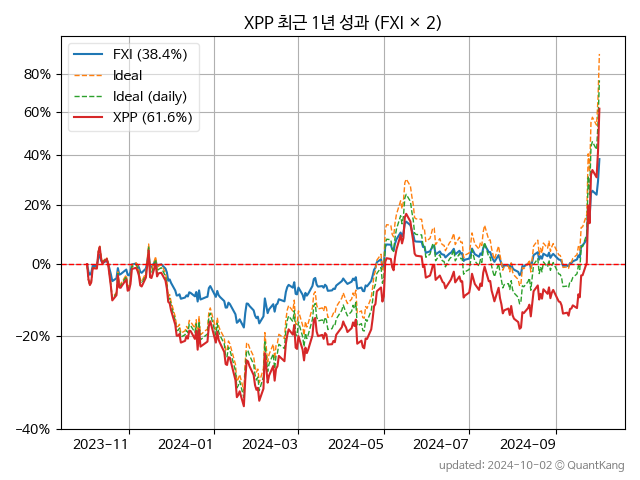 XPP 최근 1년 성과 (FXI × 2)
FXI (38.4%)
Ideal
Ideal (daily)
XPP (61.6%)
80%
60%
40%
20%
0%
−20%
−40%
2023-11 2024-01 2024-03 2024-05 2024-07 2024-09
updated: 2024-10-02 © QuantKang